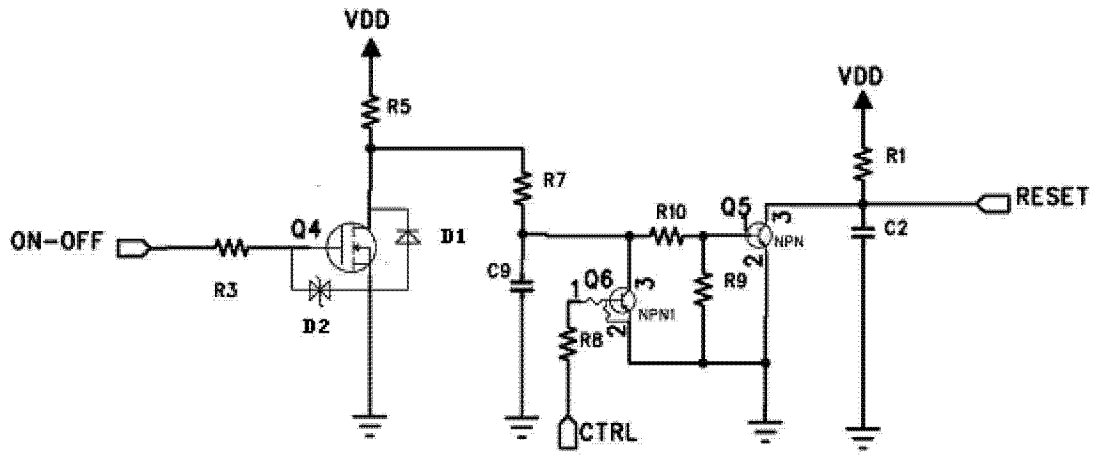 VDD
R5
VDD
R1
R7
RESET
Q4
R10
Q5
3
1
ON-OFF
D1
NPN
C2
C9
Q6
3
2
R3
1
R9
D2
NPN1
2
R8
CTRL